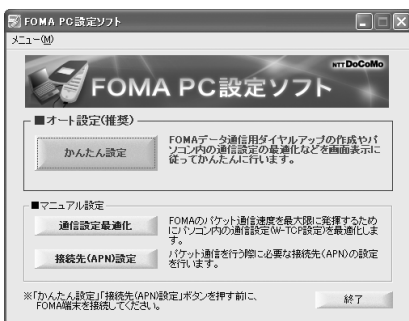 FOMA PC設定ソフト
メニュー(M)
NTT DoCoMo
FOMA PC設定ソフト
■オート設定(推奨)
かんたん設定
FOMAデータ通信用ダイヤルアップの作成やパ
ソコン内の通信設定の最適化などを画面表示に
従ってかんたんに行います。
■マニュアル設定
通信設定最適化
FOMAのパケット通信速度を最大限に発揮するため
にパソコン内の通信設定(W-TCP設定)を最適化しま
す。
接続先(APN)設定
パケット通信を行う際に必要な接続先(APN)の設定
を行います。
※「かんたん設定」「接続先(APN)設定」ボタンを押す前に、
FOMA端末を接続してください。
終了